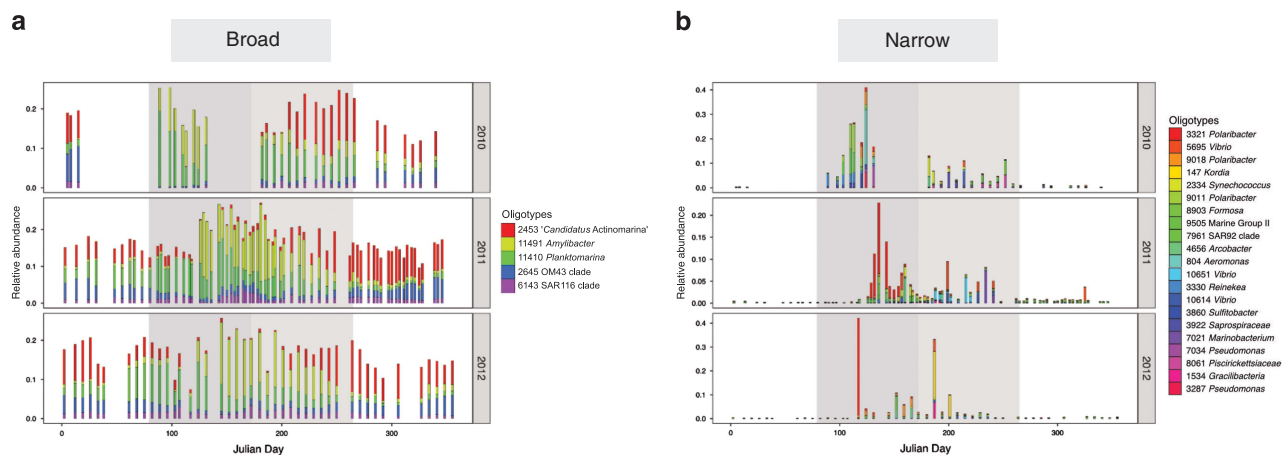 a
Broad
0.2
0.1
0.0
2010
0.2
0.1
0.0
2011
0.2
0.1
0.0
2012
Relative abundance
0
100
200
300
Julian Day
Oligotypes
2453 'Candidatus Actinomarina'
11491 Amylibacter
11410 Planktomarina
2645 OM43 clade
6143 SAR116 clade
b
Narrow
0.4
0.3
0.2
0.1
0.0
2010
0.20
0.15
0.10
0.05
0.00
2011
0.4
0.3
0.2
0.1
0.0
2012
Relative abundance
0
100
200
300
Julian Day
Oligotypes
3321 Polaribacter
5695 Vibrio
9018 Polaribacter
147 Kordia
2334 Synechococcus
9011 Polaribacter
8903 Formosa
9505 Marine Group II
7961 SAR92 clade
4656 Arcobacter
804 Aeromonas
10651 Vibrio
3330 Reinekea
10614 Vibrio
3860 Sulfitobacter
3922 Saprospiraceae
7021 Marinobacterium
7034 Pseudomonas
8061 Piscirickettsiaceae
1534 Gracilibacteria
3287 Pseudomonas